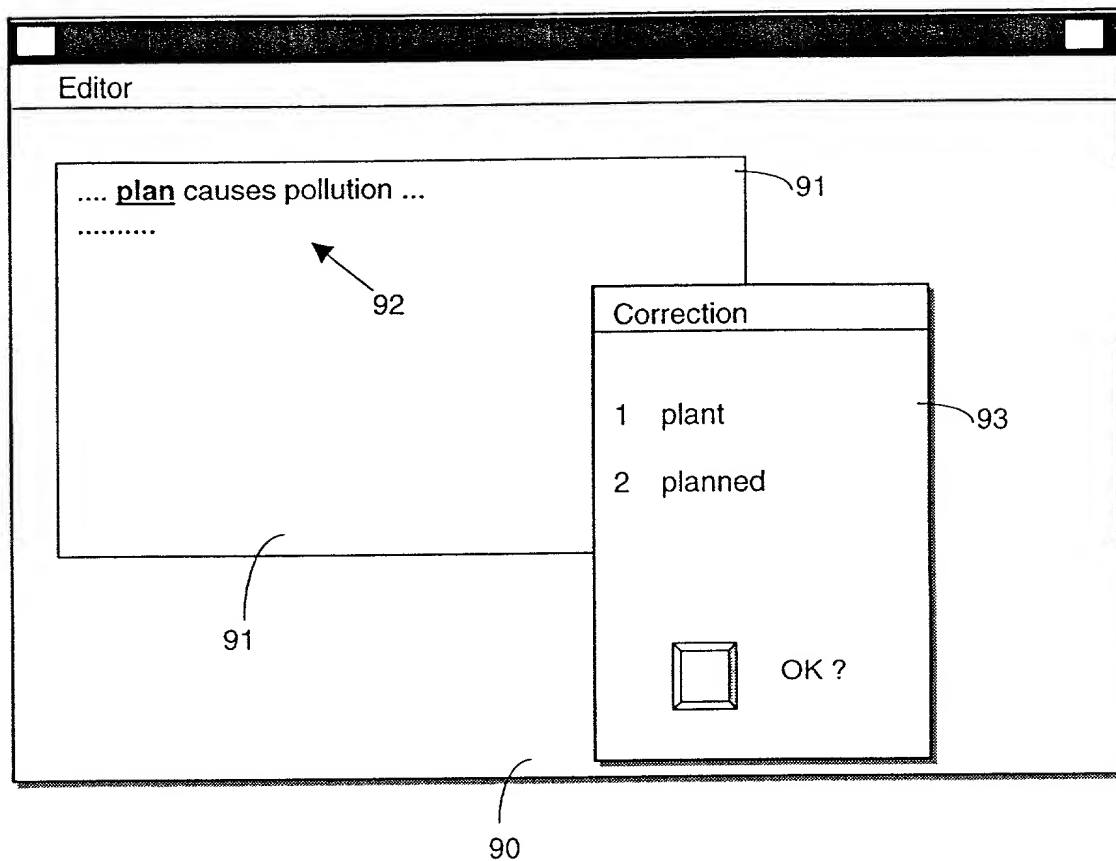 Editor
.... plan causes pollution ...
..........
91
92
Correction
1 plant
93
2 planned
91
OK ?
90